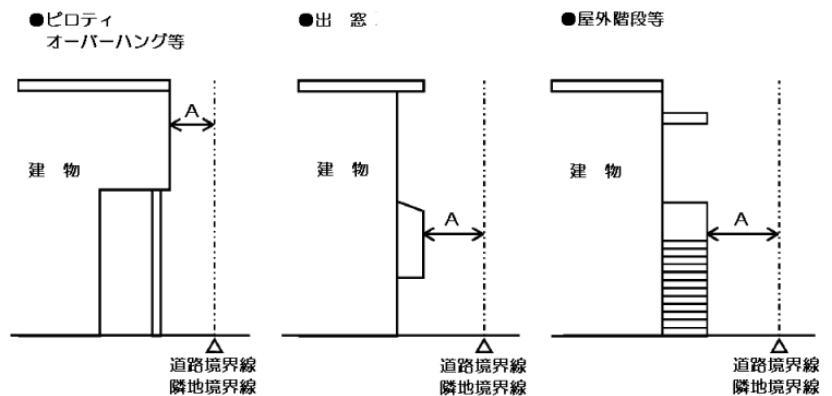 ●ピロティ
オーバーハング等
A
建 物
道路境界線
隣地境界線
●出 窓
建 物
A
道路境界線
隣地境界線
●屋外階段等
建 物
A
道路境界線
隣地境界線